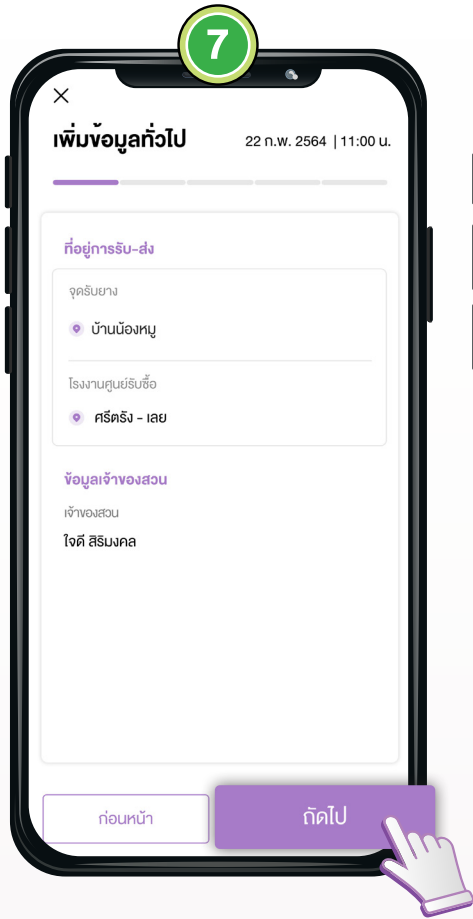 7
เพิ่มข้อมูลทั่วไป 22 ก.พ. 2564 | 11:00 น.
ที่อยู่การรับ-ส่ง
จุดรับยาง
บ้านน้องหมู
โรงงานศูนย์รับซื้อ
ศรีตรัง - เลย
ข้อมูลเจ้าของสวน
เจ้าของสวน
ใจดี สิริมงคล
ก่อนหน้า ถัดไป